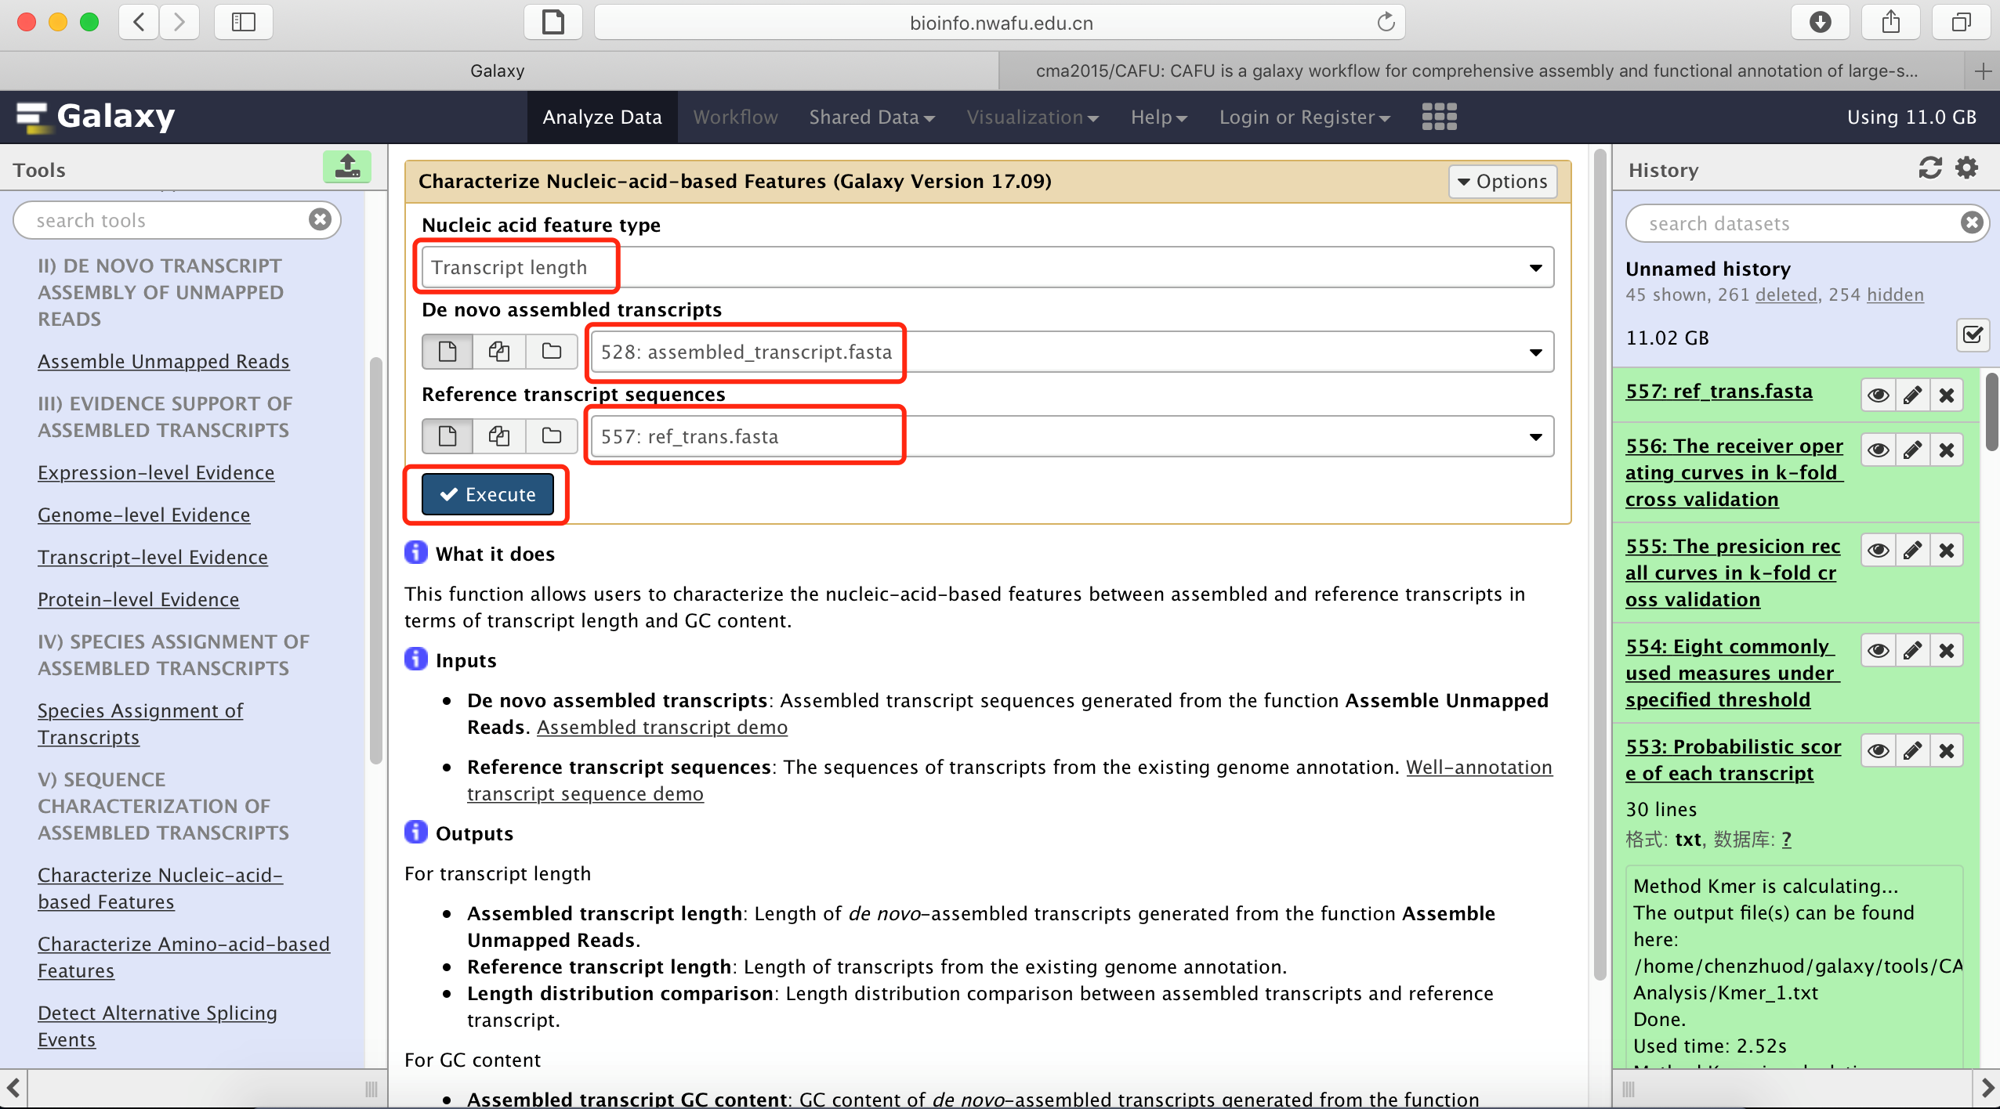 bioinfo.nwafu.edu.cn
Galaxy
cma2015/CAFU: CAFU is a galaxy workflow for comprehensive assembly and functional annotation of large-s...
Galaxy
Analyze Data
Workflow
Shared Data
Visualization
Help
Login or Register
Using 11.0 GB
Tools
search tools
II) DE NOVO TRANSCRIPT
ASSEMBLY OF UNMAPPED
READS
Assemble Unmapped Reads
III) EVIDENCE SUPPORT OF
ASSEMBLED TRANSCRIPTS
Expression-level Evidence
Genome-level Evidence
Transcript-level Evidence
Protein-level Evidence
IV) SPECIES ASSIGNMENT OF
ASSEMBLED TRANSCRIPTS
Species Assignment of
Transcripts
V) SEQUENCE
CHARACTERIZATION OF
ASSEMBLED TRANSCRIPTS
Characterize Nucleic-acid-
based Features
Characterize Amino-acid-based
Features
Detect Alternative Splicing
Events
Characterize Nucleic-acid-based Features (Galaxy Version 17.09)
Options
Nucleic acid feature type
Transcript length
De novo assembled transcripts
528: assembled_transcript.fasta
Reference transcript sequences
557: ref_trans.fasta
Execute
What it does
This function allows users to characterize the nucleic-acid-based features between assembled and reference transcripts in
terms of transcript length and GC content.
Inputs
• De novo assembled transcripts: Assembled transcript sequences generated from the function Assemble Unmapped
Reads. Assembled transcript demo
• Reference transcript sequences: The sequences of transcripts from the existing genome annotation. Well-annotation
transcript sequence demo
Outputs
For transcript length
• Assembled transcript length: Length of de novo-assembled transcripts generated from the function Assemble
Unmapped Reads.
• Reference transcript length: Length of transcripts from the existing genome annotation.
• Length distribution comparison: Length distribution comparison between assembled transcripts and reference
transcript.
For GC content
• Assembled transcript GC content: GC content of de novo-assembled transcripts generated from the function
History
search datasets
Unnamed history
45 shown, 261 deleted, 254 hidden
11.02 GB
557: ref_trans.fasta
556: The receiver oper
ating curves in k-fold
cross validation
555: The presicion rec
all curves in k-fold cr
oss validation
554: Eight commonly
used measures under
specified threshold
553: Probabilistic scor
e of each transcript
30 lines
格式: txt, 数据库: ?
Method Kmer is calculating...
The output file(s) can be found
here:
/home/chenzhuod/galaxy/tools/CA
Analysis/Kmer_1.txt
Done.
Used time: 2.52s